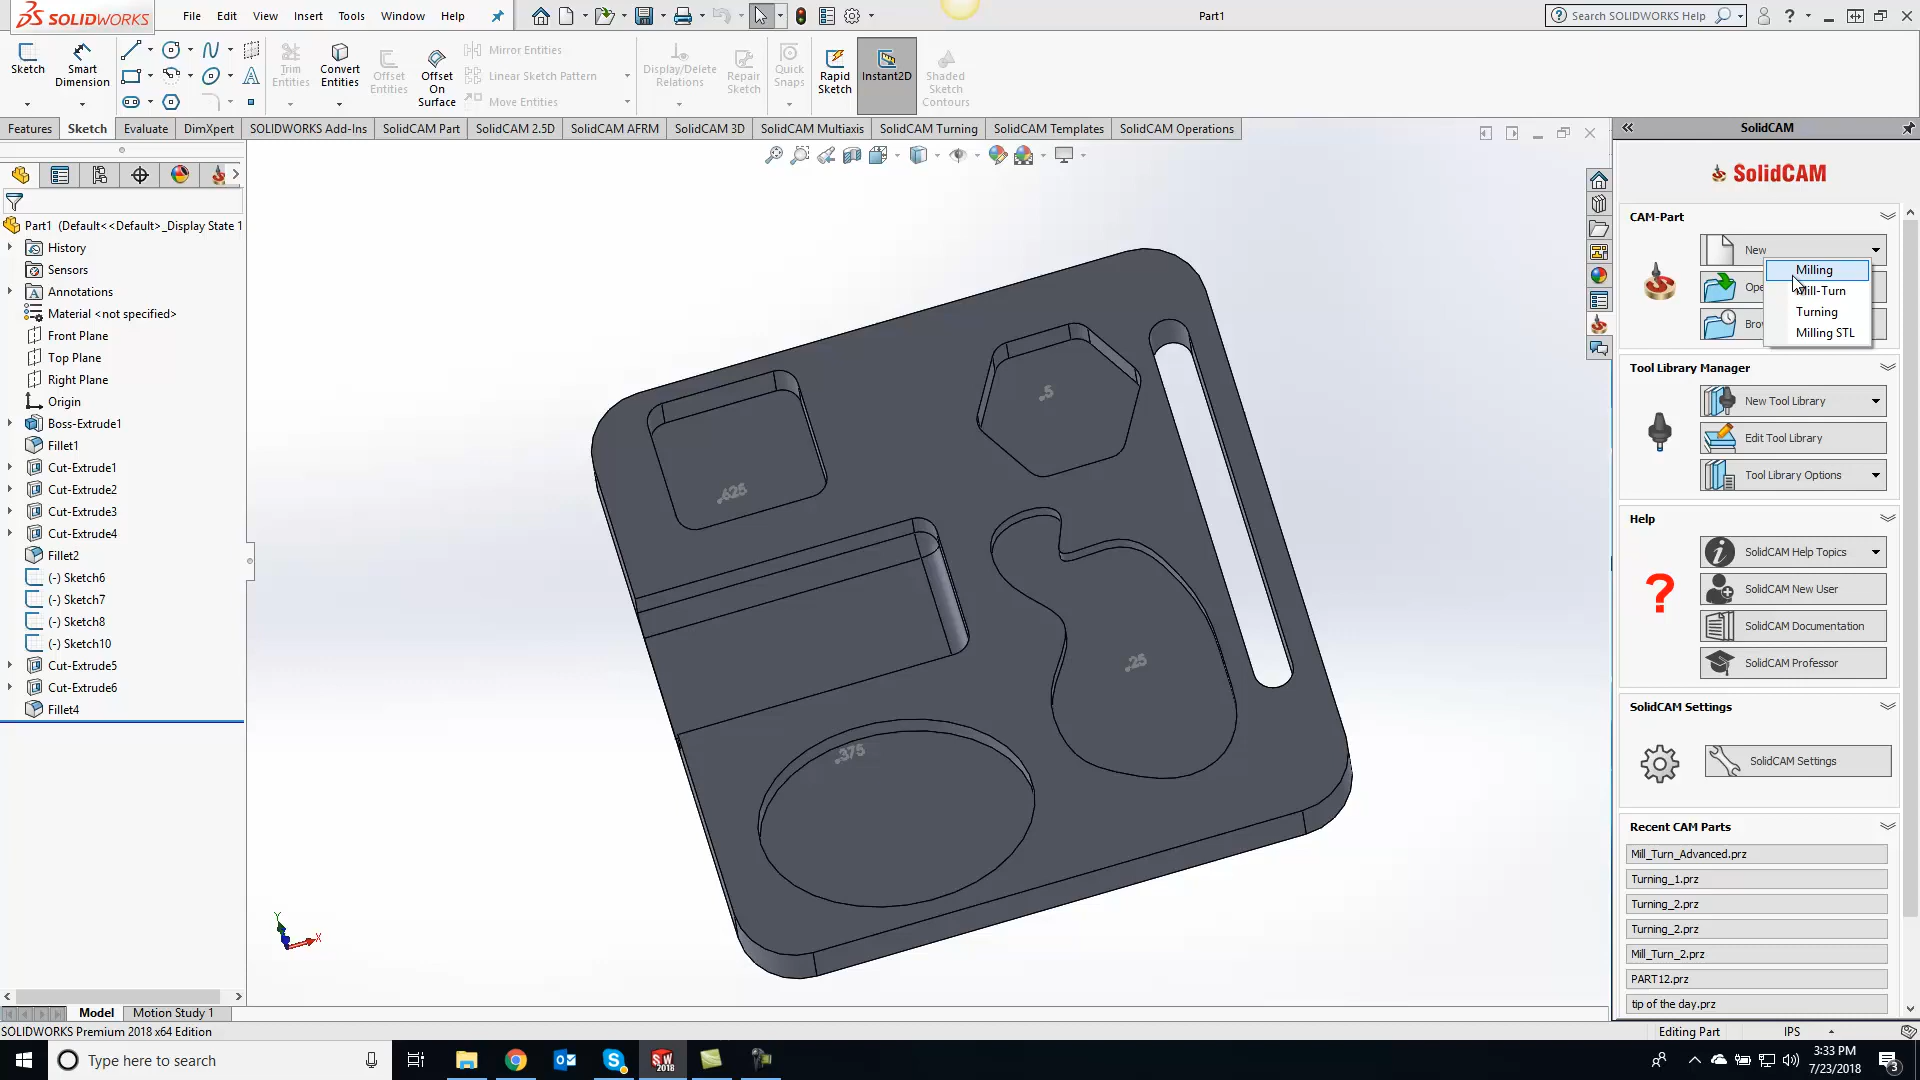 SOLIDWORKS
File Edit View Insert Tools Window Help
Part1
Search SOLIDWORKS Help
Sketch
Smart Dimension
Trim Entities
Convert Entities
Offset Entities
Offset On Surface
Mirror Entities
Linear Sketch Pattern
Move Entities
Display/Delete Relations
Repair Sketch
Quick Snaps
Rapid Sketch
Instant2D
Shaded Sketch Contours
Features Sketch Evaluate DimXpert SOLIDWORKS Add-Ins SolidCAM Part SolidCAM 2.5D SolidCAM AFRM SolidCAM 3D SolidCAM Multiaxis SolidCAM Turning SolidCAM Templates SolidCAM Operations
Part1 (Default<<Default>_Display State 1
History
Sensors
Annotations
Material <not specified>
Front Plane
Top Plane
Right Plane
Origin
Boss-Extrude1
Fillet1
Cut-Extrude1
Cut-Extrude2
Cut-Extrude3
Cut-Extrude4
Fillet2
(-) Sketch6
(-) Sketch7
(-) Sketch8
(-) Sketch10
Cut-Extrude5
Cut-Extrude6
Fillet4
.5
.625
.25
.375
Y
X
SolidCAM
SolidCAM
CAM-Part
New
Milling
Mill-Turn
Turning
Milling STL
Tool Library Manager
New Tool Library
Edit Tool Library
Tool Library Options
Help
?
SolidCAM Help Topics
SolidCAM New User
SolidCAM Documentation
SolidCAM Professor
SolidCAM Settings
SolidCAM Settings
Recent CAM Parts
Mill_Turn_Advanced.prz
Turning_1.prz
Turning_2.prz
Turning_2.prz
Mill_Turn_2.prz
PART12.prz
tip of the day.prz
Model Motion Study 1
SOLIDWORKS Premium 2018 x64 Edition
Editing Part
IPS
Type here to search
SW 2018
3:33 PM
7/23/2018
3